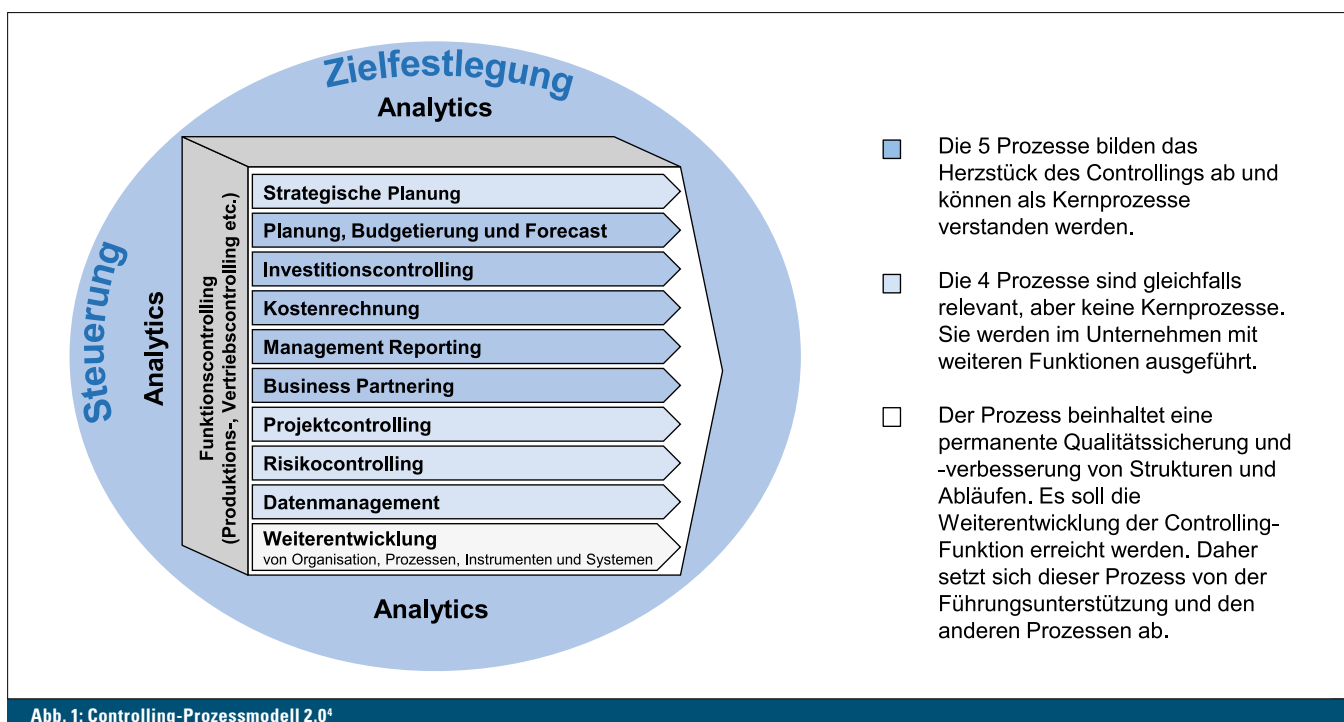 Zielfestlegung
Analytics
Steuerung
Analytics
Funktionscontrolling
(Produktions-, Vertriebscontrolling etc.)
Strategische Planung
Planung, Budgetierung und Forecast
Investitionscontrolling
Kostenrechnung
Management Reporting
Business Partnering
Projektcontrolling
Risikocontrolling
Datenmanagement
Weiterentwicklung
von Organisation, Prozessen, Instrumenten und Systemen
Analytics
Die 5 Prozesse bilden das
Herzstück des Controllings ab und
können als Kernprozesse
verstanden werden.
Die 4 Prozesse sind gleichfalls
relevant, aber keine Kernprozesse.
Sie werden im Unternehmen mit
weiteren Funktionen ausgeführt.
Der Prozess beinhaltet eine
permanente Qualitätssicherung und
-verbesserung von Strukturen und
Abläufen. Es soll die
Weiterentwicklung der Controlling-
Funktion erreicht werden. Daher
setzt sich dieser Prozess von der
Führungsunterstützung und den
anderen Prozessen ab.
Abb. 1: Controlling-Prozessmodell 2.0⁴